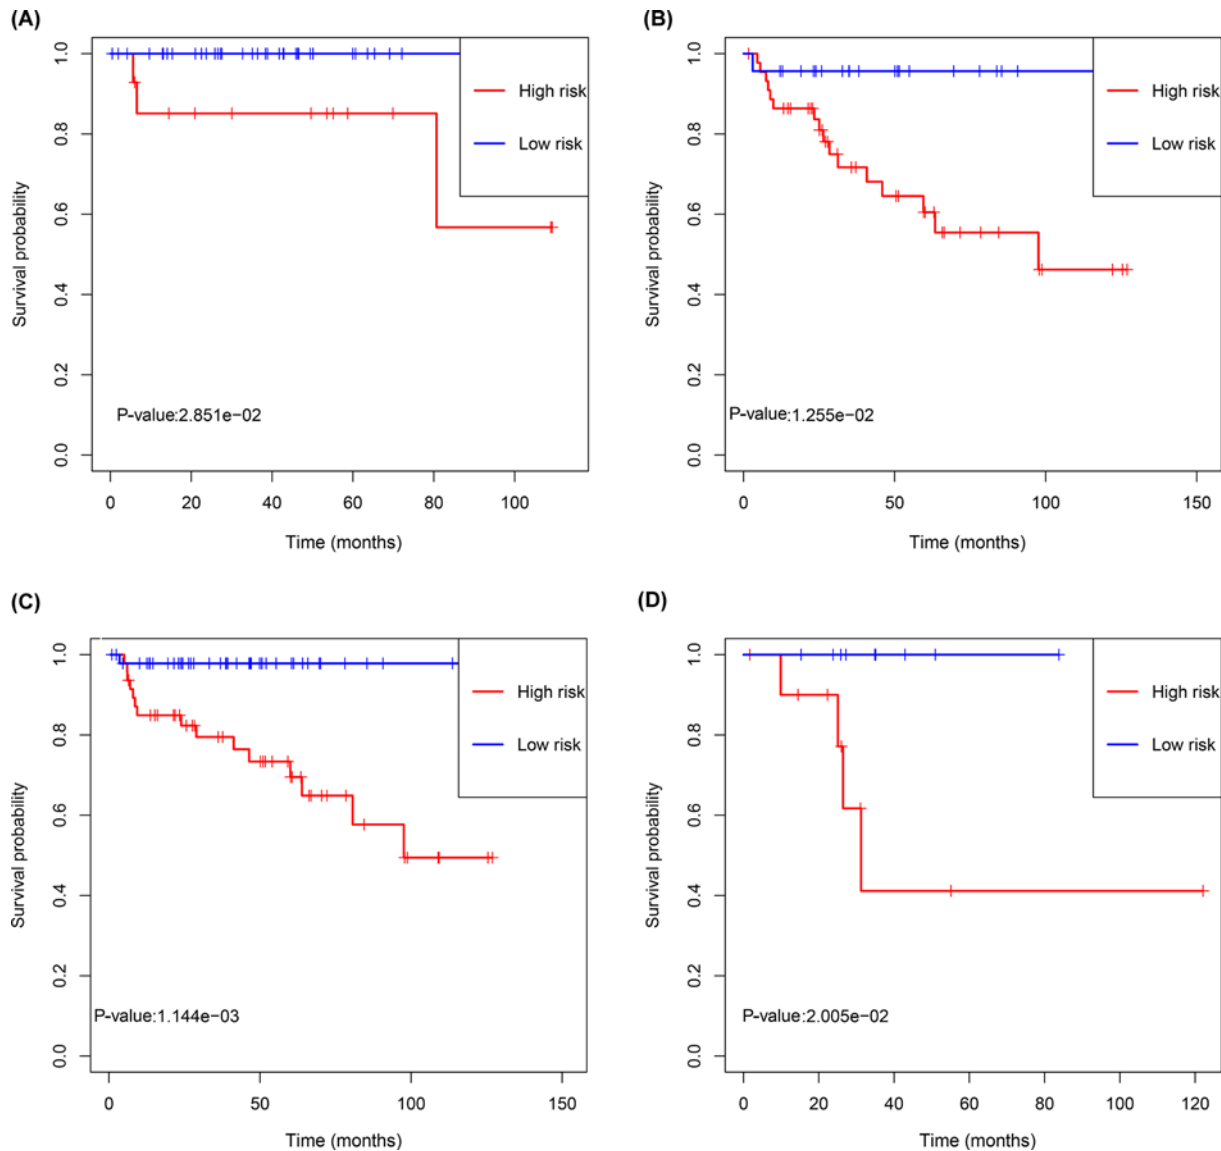 (A)
Survival probability
1.0
0.8
0.6
0.4
0.2
0.0
High risk
Low risk
P-value:2.851e−02
0 20 40 60 80 100
Time (months)
(B)
Survival probability
1.0
0.8
0.6
0.4
0.2
0.0
High risk
Low risk
P-value:1.255e−02
0 50 100 150
Time (months)
(C)
Survival probability
1.0
0.8
0.6
0.4
0.2
0.0
High risk
Low risk
P-value:1.144e−03
0 50 100 150
Time (months)
(D)
Survival probability
1.0
0.8
0.6
0.4
0.2
0.0
High risk
Low risk
P-value:2.005e−02
0 20 40 60 80 100 120
Time (months)